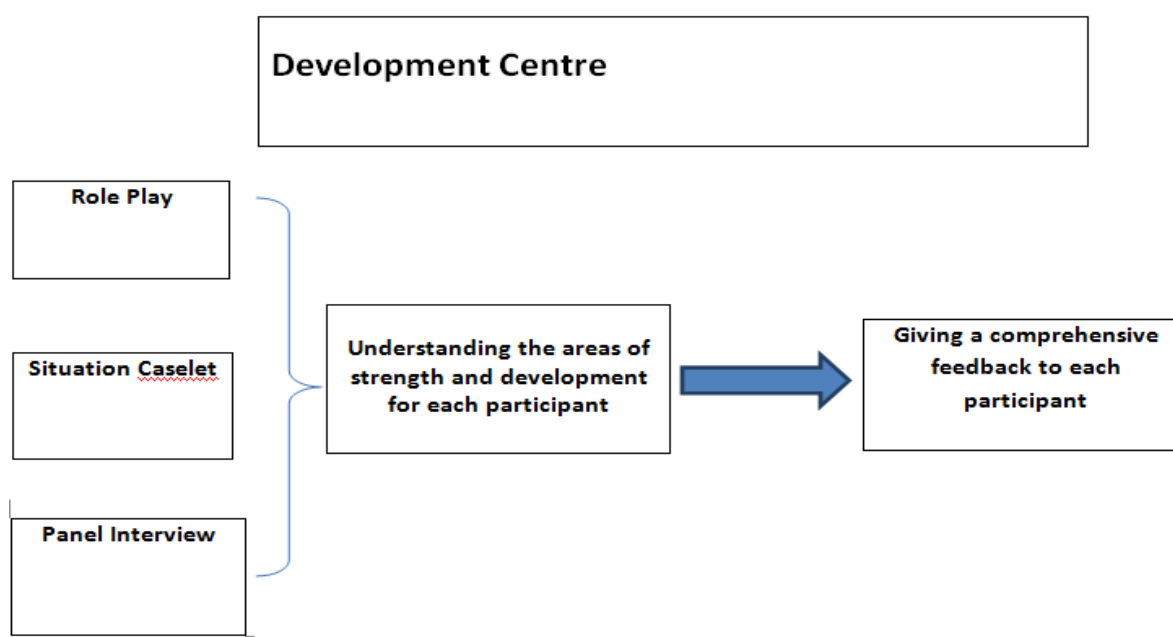 Development Centre
Role Play
Situation Caselet
Panel Interview
Understanding the areas of
strength and development
for each participant
Giving a comprehensive
feedback to each
participant